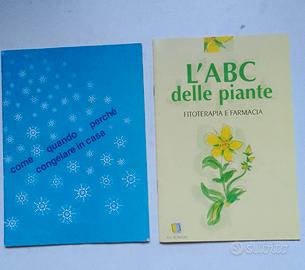 come quando perché
congelare in casa
L'ABC
delle piante
FITOTERAPIA E FARMACIA
subito